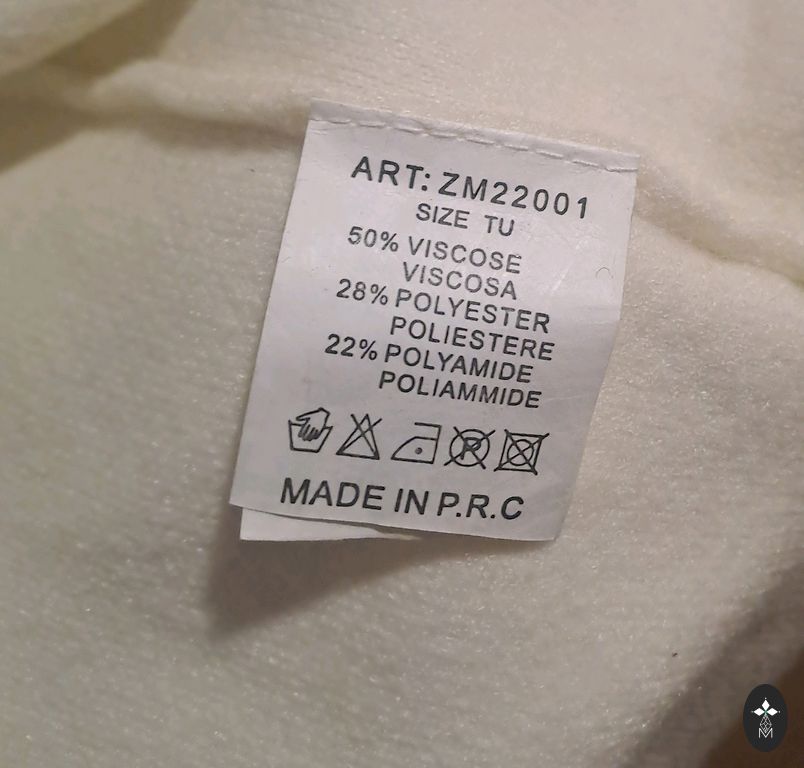 ART: ZM22001
SIZE TU
50% VISCOSE
VISCOSA
28% POLYESTER
POLIESTERE
22% POLYAMIDE
POLIAMMIDE
P
MADE IN P.R.C
M